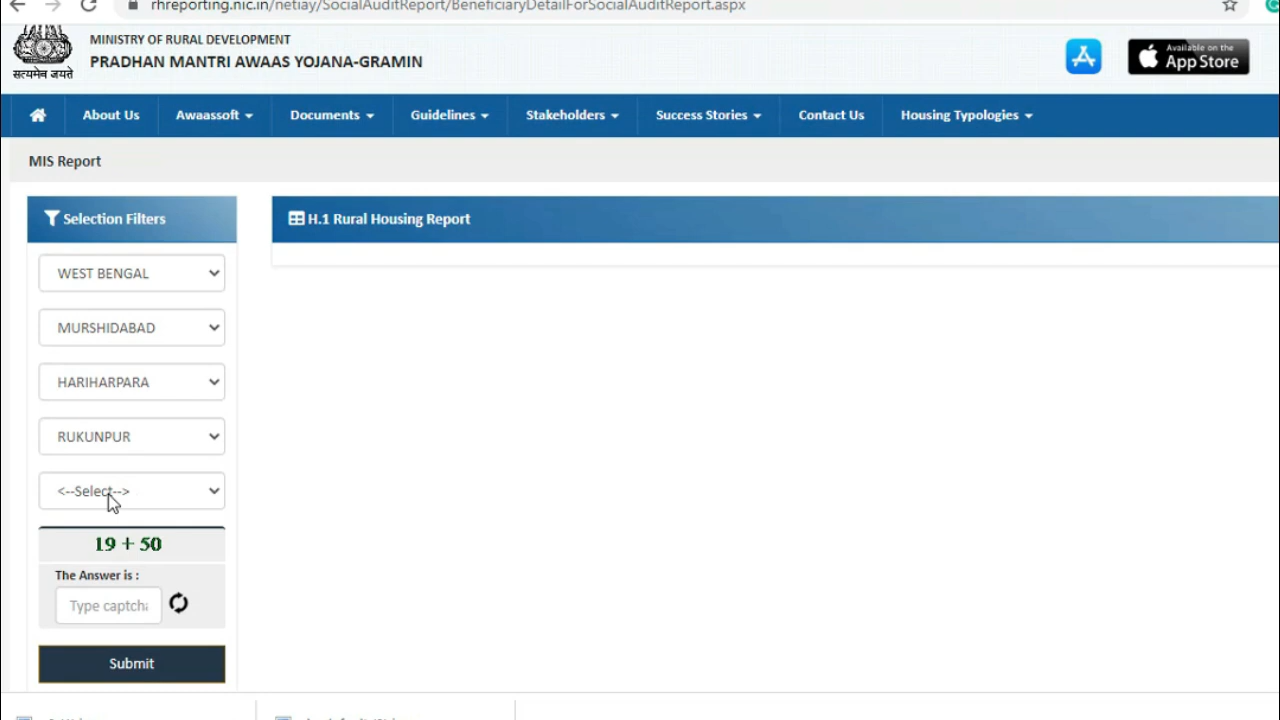 rhreporting.nic.in/netiay/SocialAuditReport/BeneficiaryDetailForSocialAuditReport.aspx
MINISTRY OF RURAL DEVELOPMENT
PRADHAN MANTRI AWAAS YOJANA-GRAMIN
सत्यमेव जयते
Available on the
App Store
About Us
Awaassoft
Documents
Guidelines
Stakeholders
Success Stories
Contact Us
Housing Typologies
MIS Report
Selection Filters
H.1 Rural Housing Report
WEST BENGAL
MURSHIDABAD
HARIHARPARA
RUKUNPUR
<--Select-->
19 + 50
The Answer is :
Type captcha
Submit